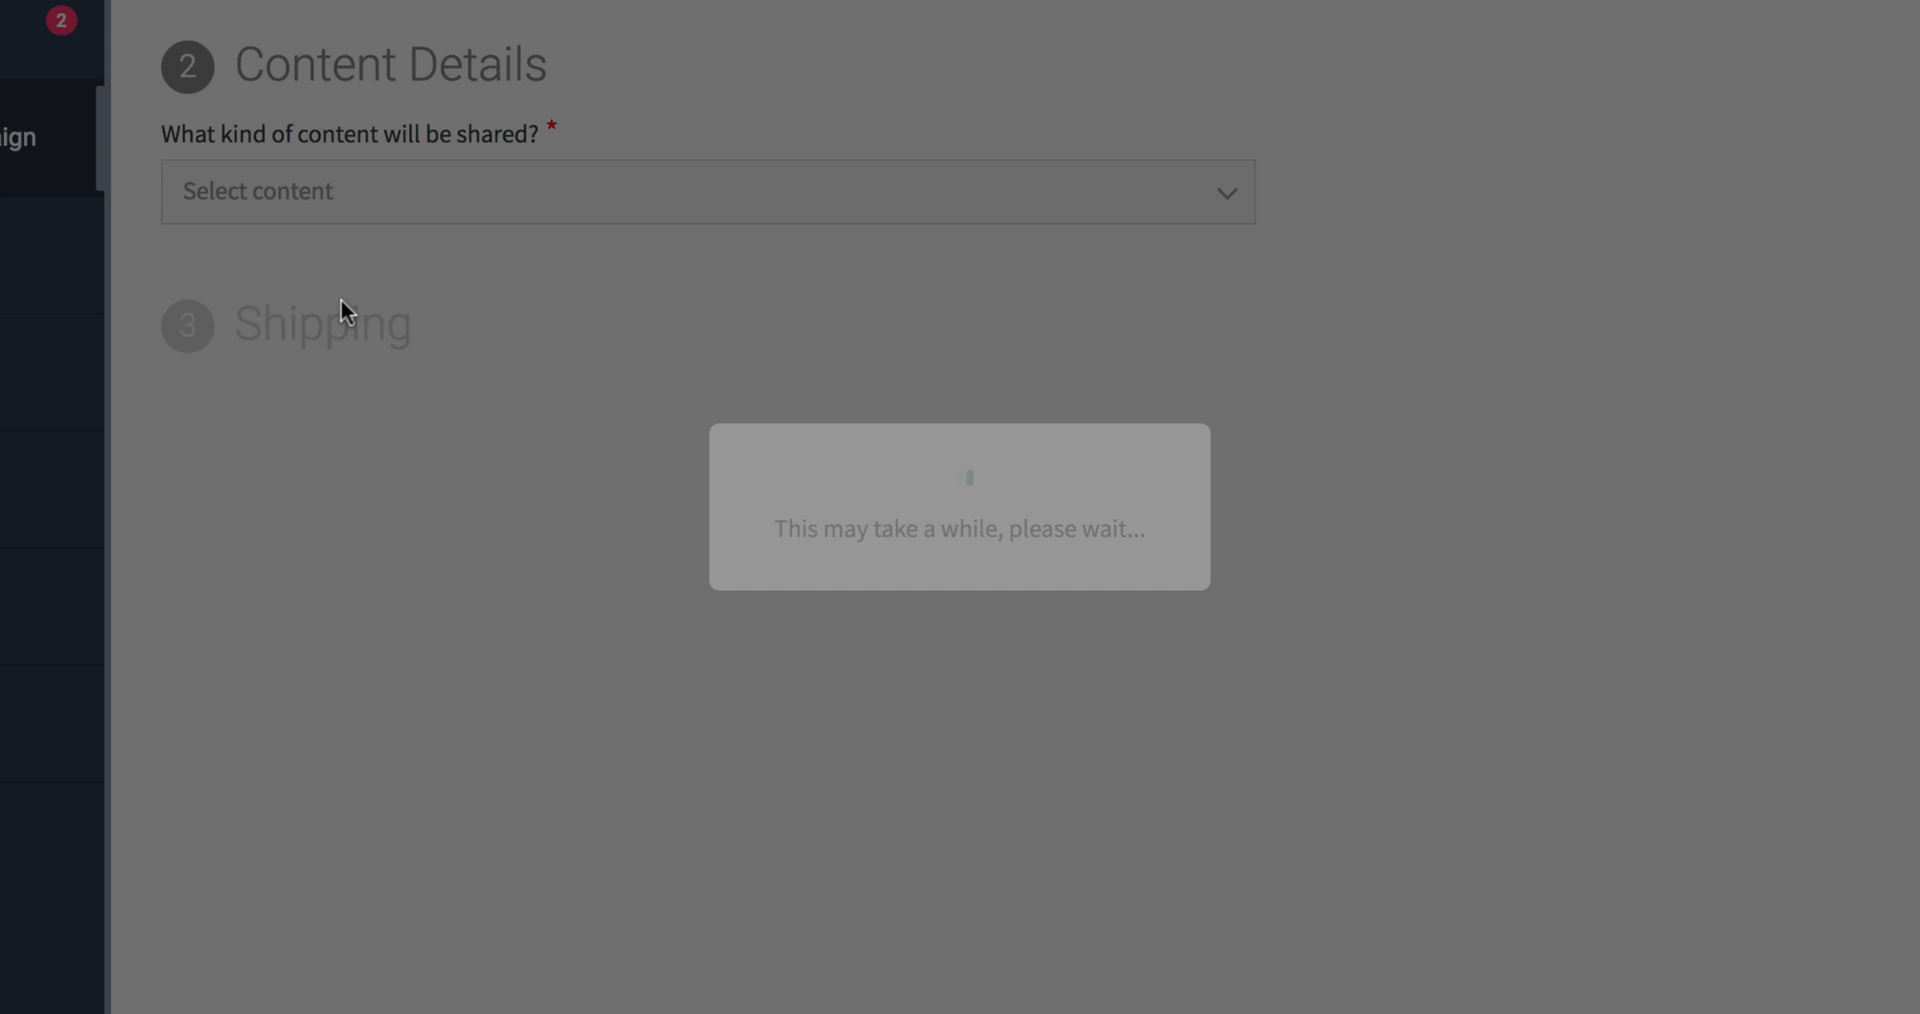 2
2 Content Details
What kind of content will be shared? *
ign
Select content
3 Shipping
This may take a while, please wait...